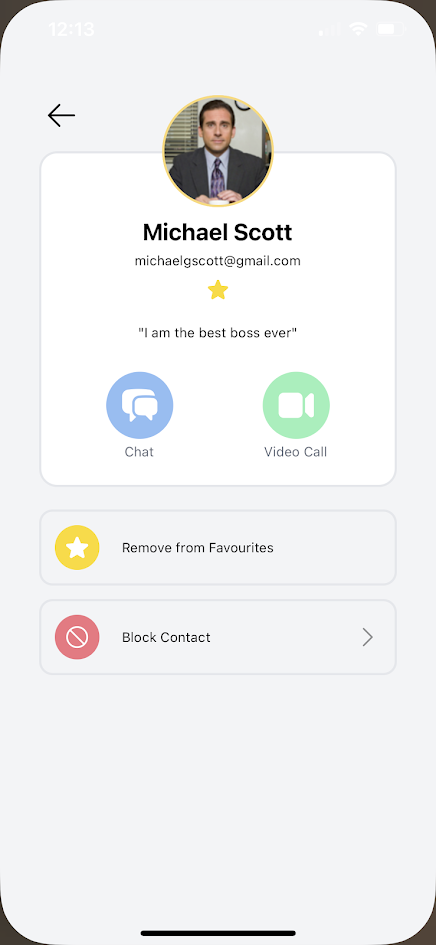 12:13
Michael Scott
michaelgscott@gmail.com
"I am the best boss ever"
Chat
Video Call
Remove from Favourites
Block Contact